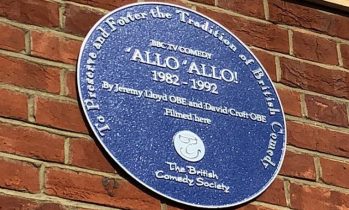 To Preserve and Foster the Tradition of British Comedy
BBC TV COMEDY
'ALLO 'ALLO!
1982 - 1992
By Jeremy Lloyd OBE and David Croft OBE
Filmed here
The British
Comedy Society